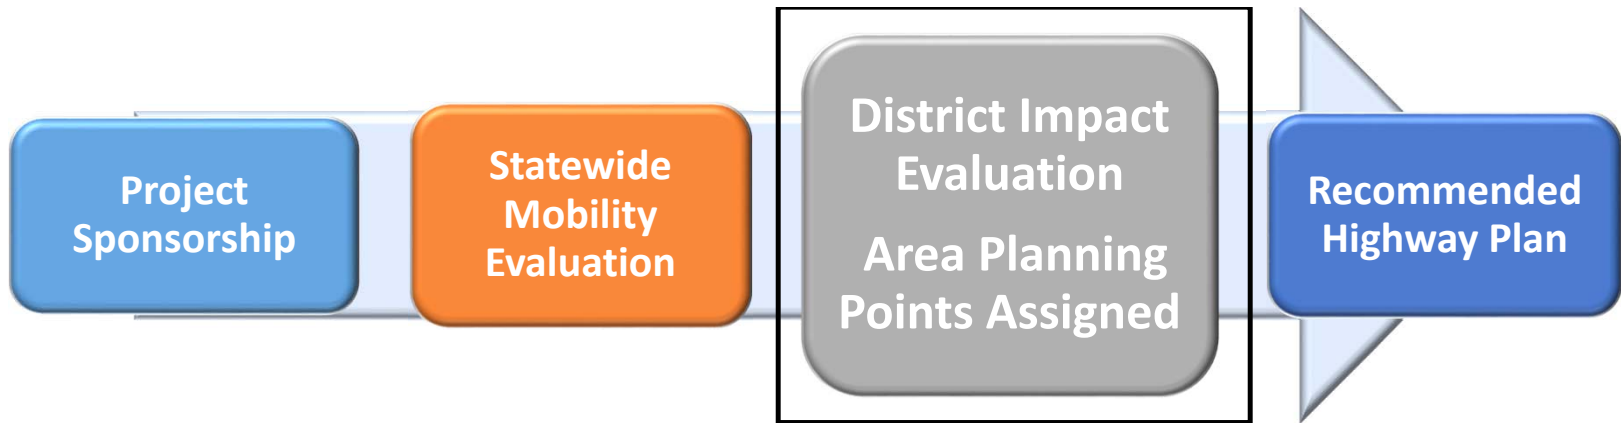 Project
Sponsorship
Statewide
Mobility
Evaluation
District Impact
Evaluation
Area Planning
Points Assigned
Recommended
Highway Plan